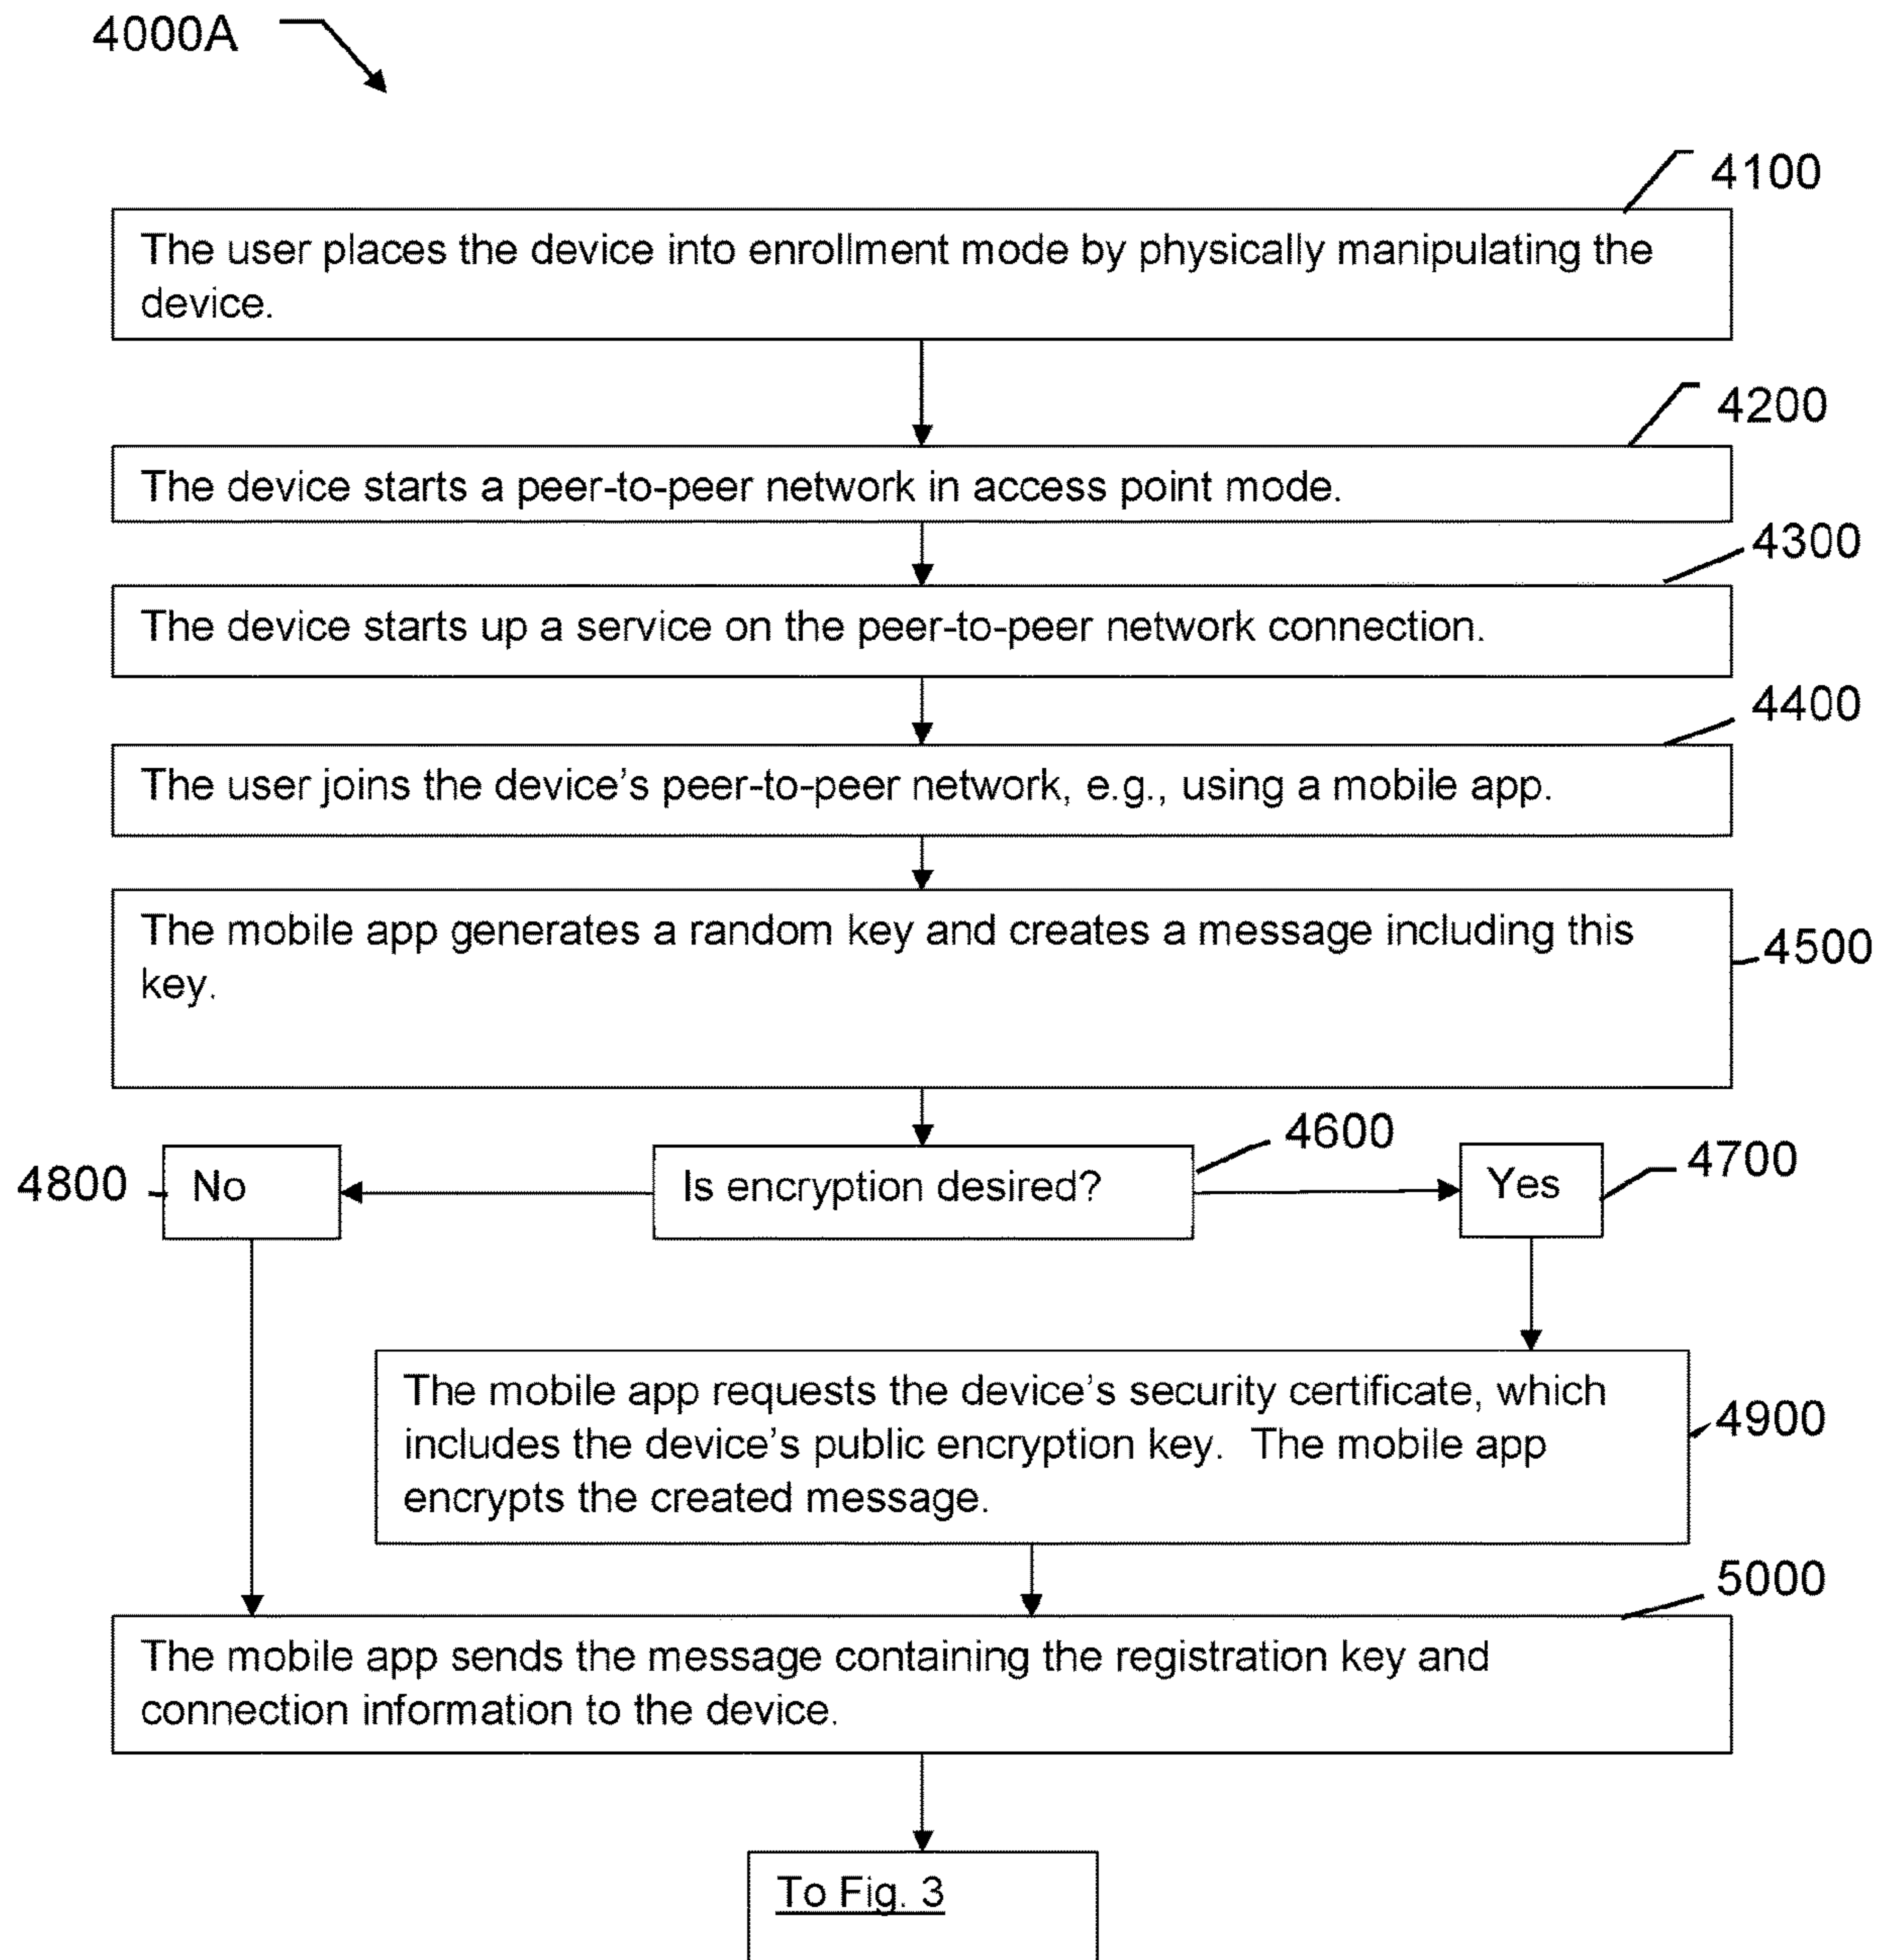 4000A
4100
The user places the device into enrollment mode by physically manipulating the
device.
4200
The device starts a peer-to-peer network in access point mode.
4300
The device starts up a service on the peer-to-peer network connection.
4400
The user joins the device’s peer-to-peer network, e.g., using a mobile app.
The mobile app generates a random key and creates a message including this
key.
4500
4800
No
Is encryption desired?
4600
Yes
4700
The mobile app requests the device’s security certificate, which
includes the device’s public encryption key.  The mobile app
encrypts the created message.
4900
5000
The mobile app sends the message containing the registration key and
connection information to the device.
To Fig. 3